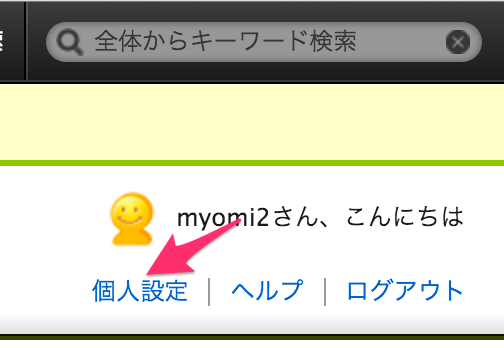 全体からキーワード検索
myomi2さん、こんにちは
個人設定 | ヘルプ | ログアウト